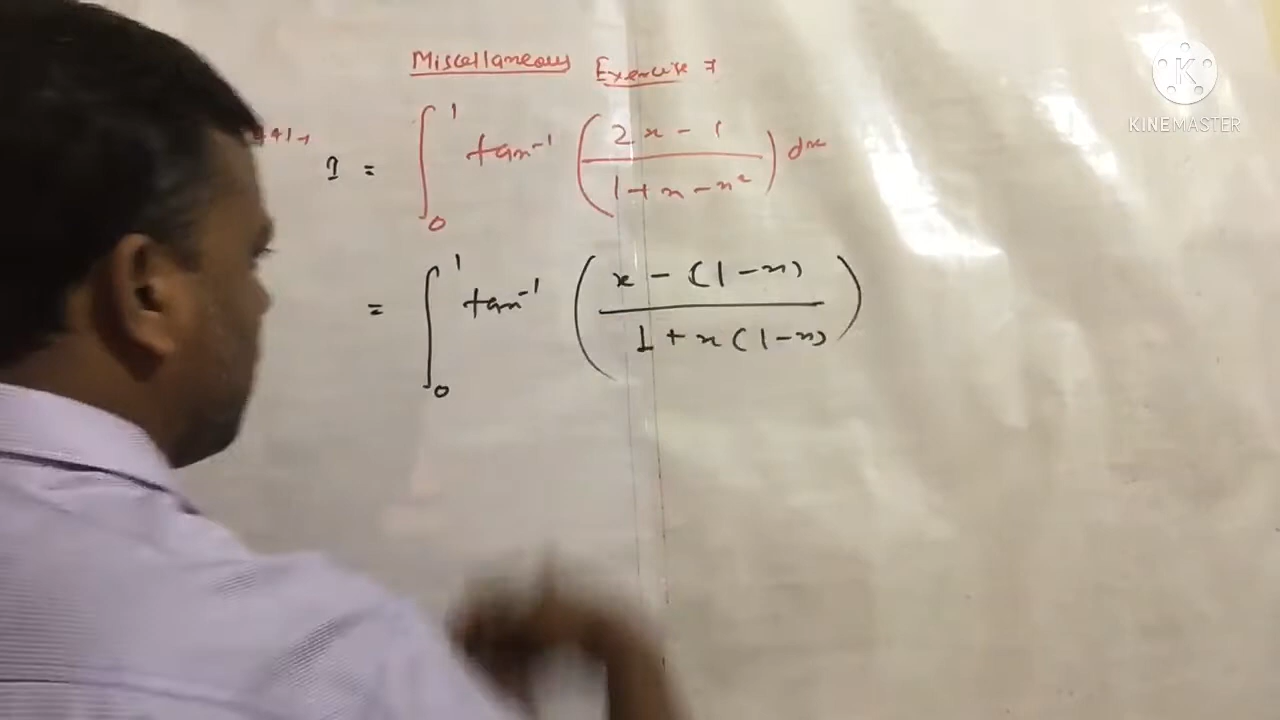 KINEMASTER
Miscellaneous Exercise 7
I = ∫₀¹ tan⁻¹ ( (2x - 1) / (1 + x - x²) ) dx
= ∫₀¹ tan⁻¹ ( (x - (1 - x)) / (1 + x(1 - x)) )